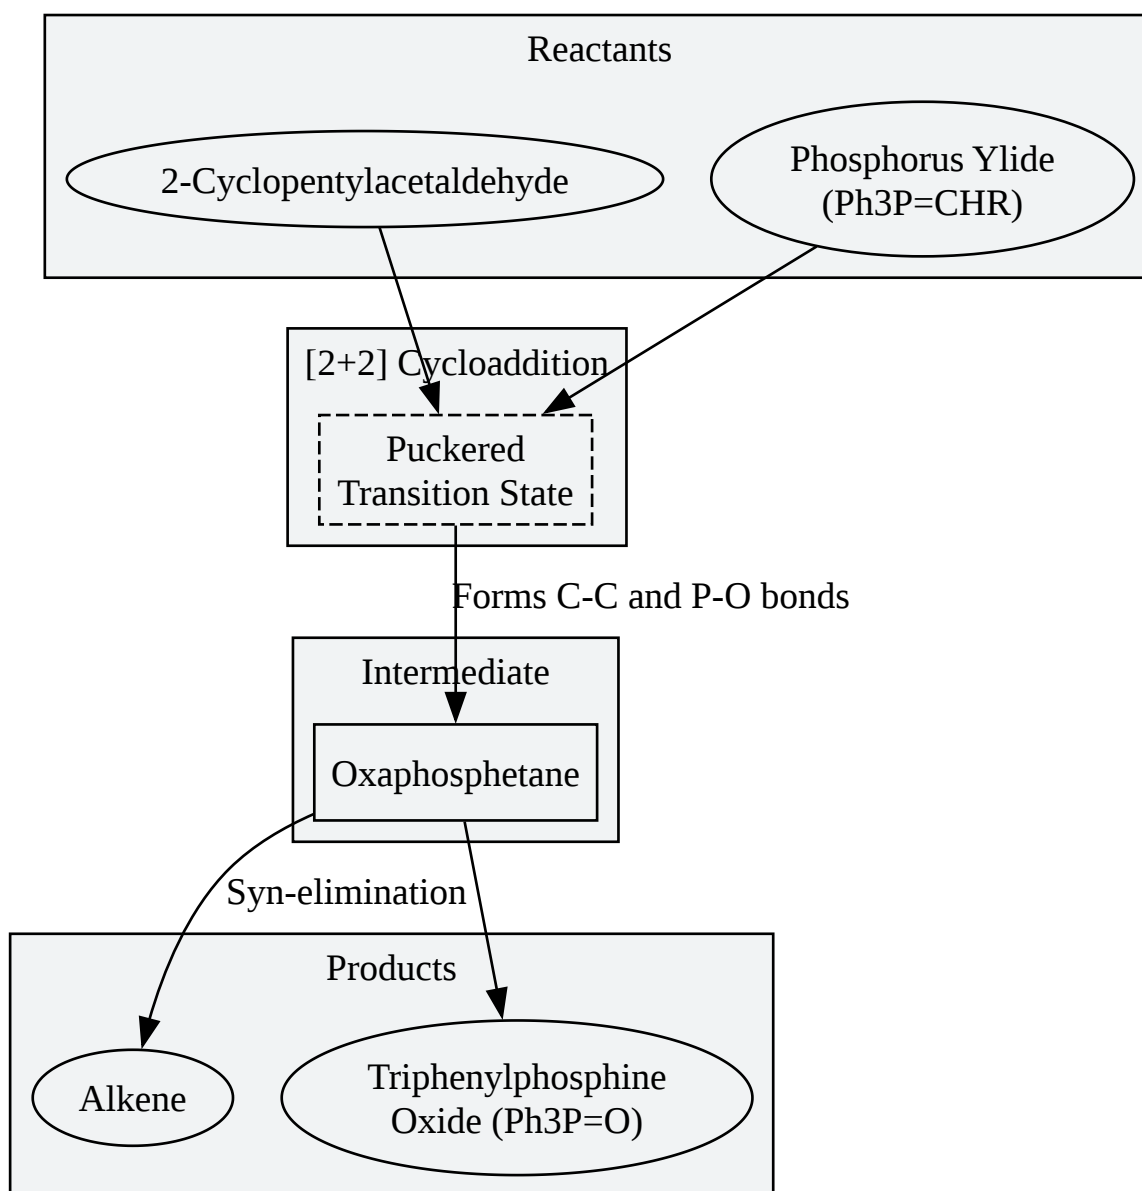 Reactants
2-Cyclopentylacetaldehyde
Phosphorus Ylide
(Ph3P=CHR)
[2+2] Cycloaddition
Puckered
Transition State
Forms C-C and P-O bonds
Intermediate
Oxaphosphetane
Syn-elimination
Products
Alkene
Triphenylphosphine
Oxide (Ph3P=O)